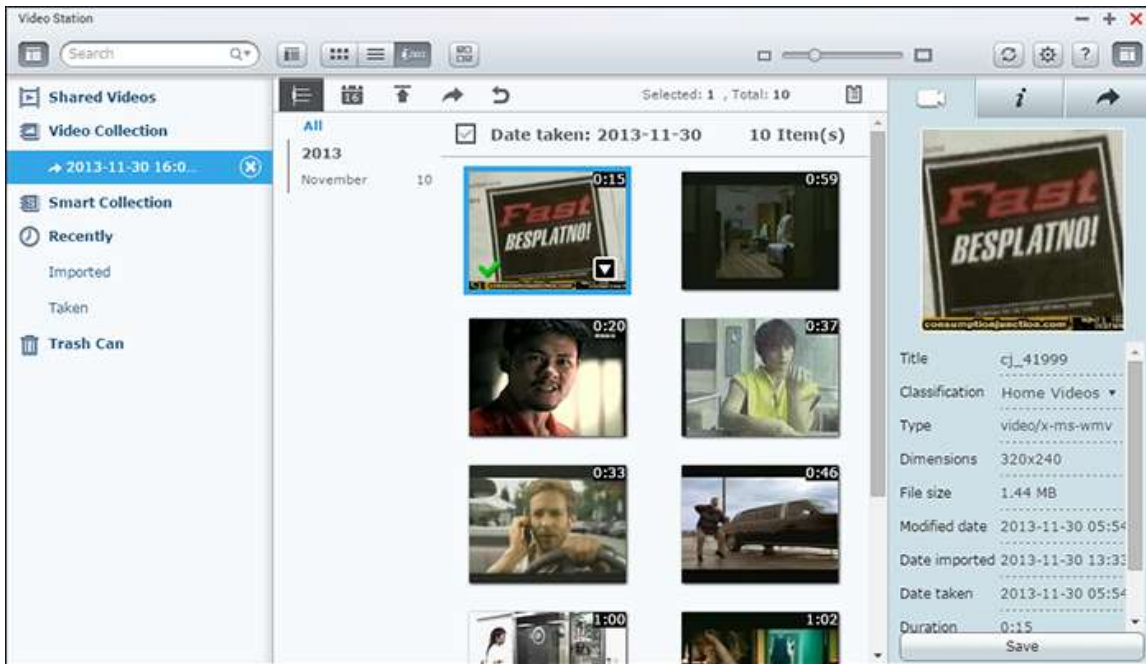 Video Station
Search
Shared Videos
Video Collection
2013-11-30 16:0...
Smart Collection
Recently
Imported
Taken
Trash Can
16
Selected: 1 , Total: 10
All
2013
November 10
Date taken: 2013-11-30 10 Item(s)
0:15
Fast
BESPLATNO!
0:59
0:20
0:37
0:33
0:46
1:00
1:02
i
Fast
BESPLATNO!
consumptionjunction.com
Title cj_41999
Classification Home Videos
Type video/x-ms-wmv
Dimensions 320x240
File size 1.44 MB
Modified date 2013-11-30 05:54
Date imported 2013-11-30 13:33
Date taken 2013-11-30 05:54
Duration 0:15
Save